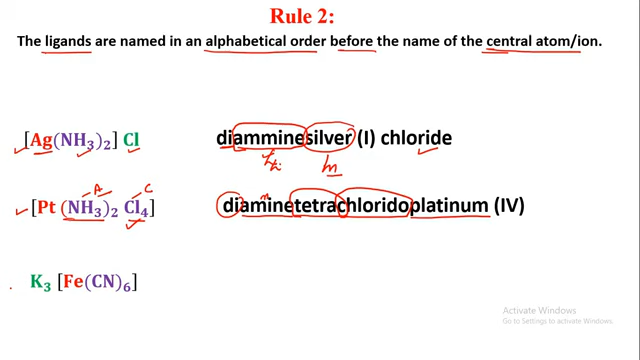 Rule 2:
The ligands are named in an alphabetical order before the name of the central atom/ion.
[Ag(NH₃)₂] Cl diamminesilver (I) chloride
m
A C
[Pt (NH₃)₂ Cl₄] diaminetetrachloridoplatinum (IV)
m
K₃ [Fe(CN)₆]
Activate Windows
Go to Settings to activate Windows.